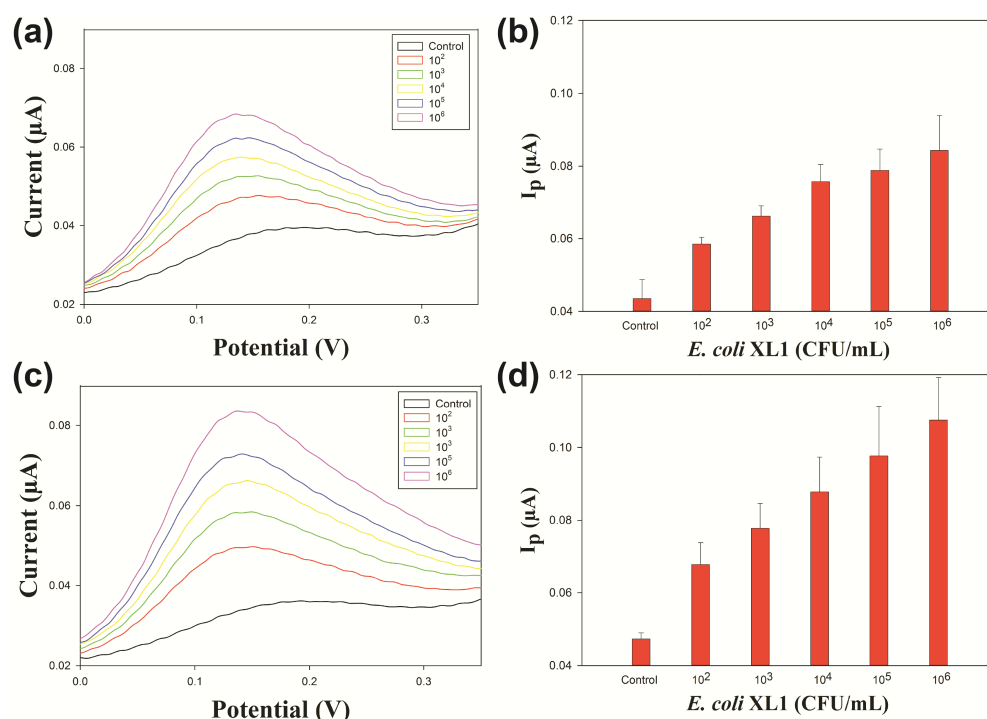 (a)
Current (µA)
0.08
0.06
0.04
0.02
0.0
0.1
0.2
0.3
Potential (V)
Control
10²
10³
10⁴
10⁵
10⁶
(b)
Iₚ (µA)
0.12
0.10
0.08
0.06
0.04
Control
10²
10³
10⁴
10⁵
10⁶
E. coli XL1 (CFU/mL)
(c)
Current (µA)
0.08
0.06
0.04
0.02
0.0
0.1
0.2
0.3
Potential (V)
Control
10²
10³
10³
10⁵
10⁶
(d)
Iₚ (µA)
0.12
0.10
0.08
0.06
0.04
Control
10²
10³
10⁴
10⁵
10⁶
E. coli XL1 (CFU/mL)